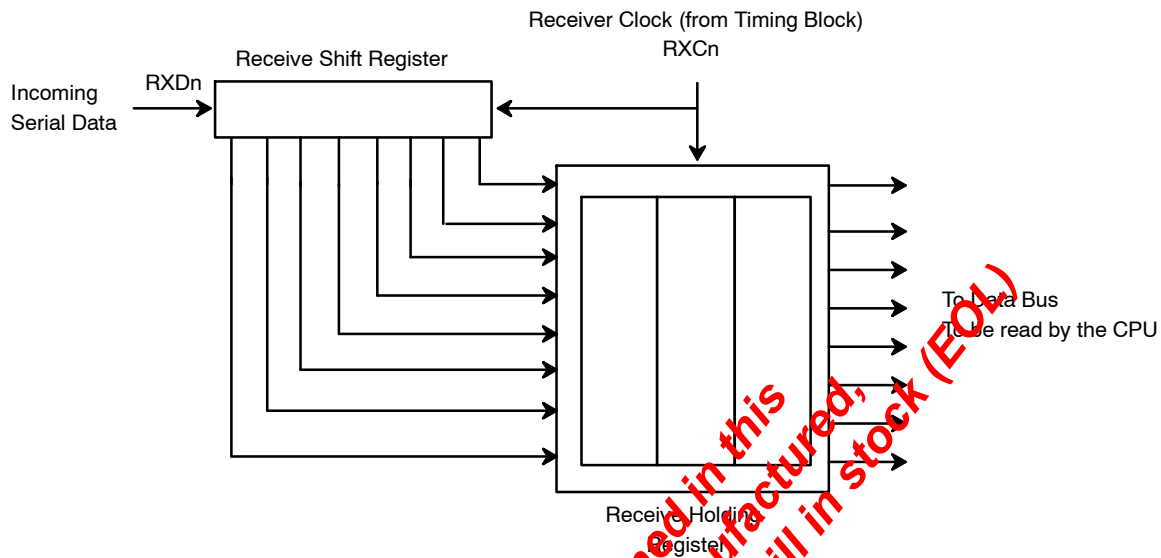 Receiver Clock (from Timing Block)
RXCn
Receive Shift Register
RXDn
Incoming
Serial Data
To Data Bus
To be read by the CPU
Receive Holding
Register
in this
still in stock (EOL)